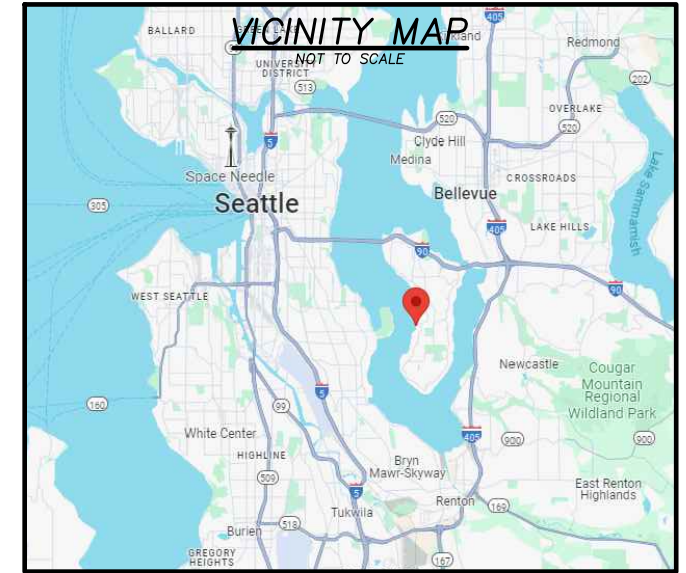 VICINITY MAP
NOT TO SCALE
405
BALLARD
Kirkland
Redmond
UNIVERSITY
DISTRICT
513
202
OVERLAKE
520
520
5
Clyde Hill
Medina
Space Needle
CROSSROADS
Lake Sammamish
Bellevue
Seattle
305
405
LAKE HILLS
90
90
WEST SEATTLE
Newcastle
Cougar
Mountain
Regional
Wildland Park
5
160
99
White Center
405
900
900
HIGHLINE
Bryn
Mawr-Skyway
509
East Renton
Highlands
5
Renton
169
Tukwila
518
Burien
GREGORY
HEIGHTS
167